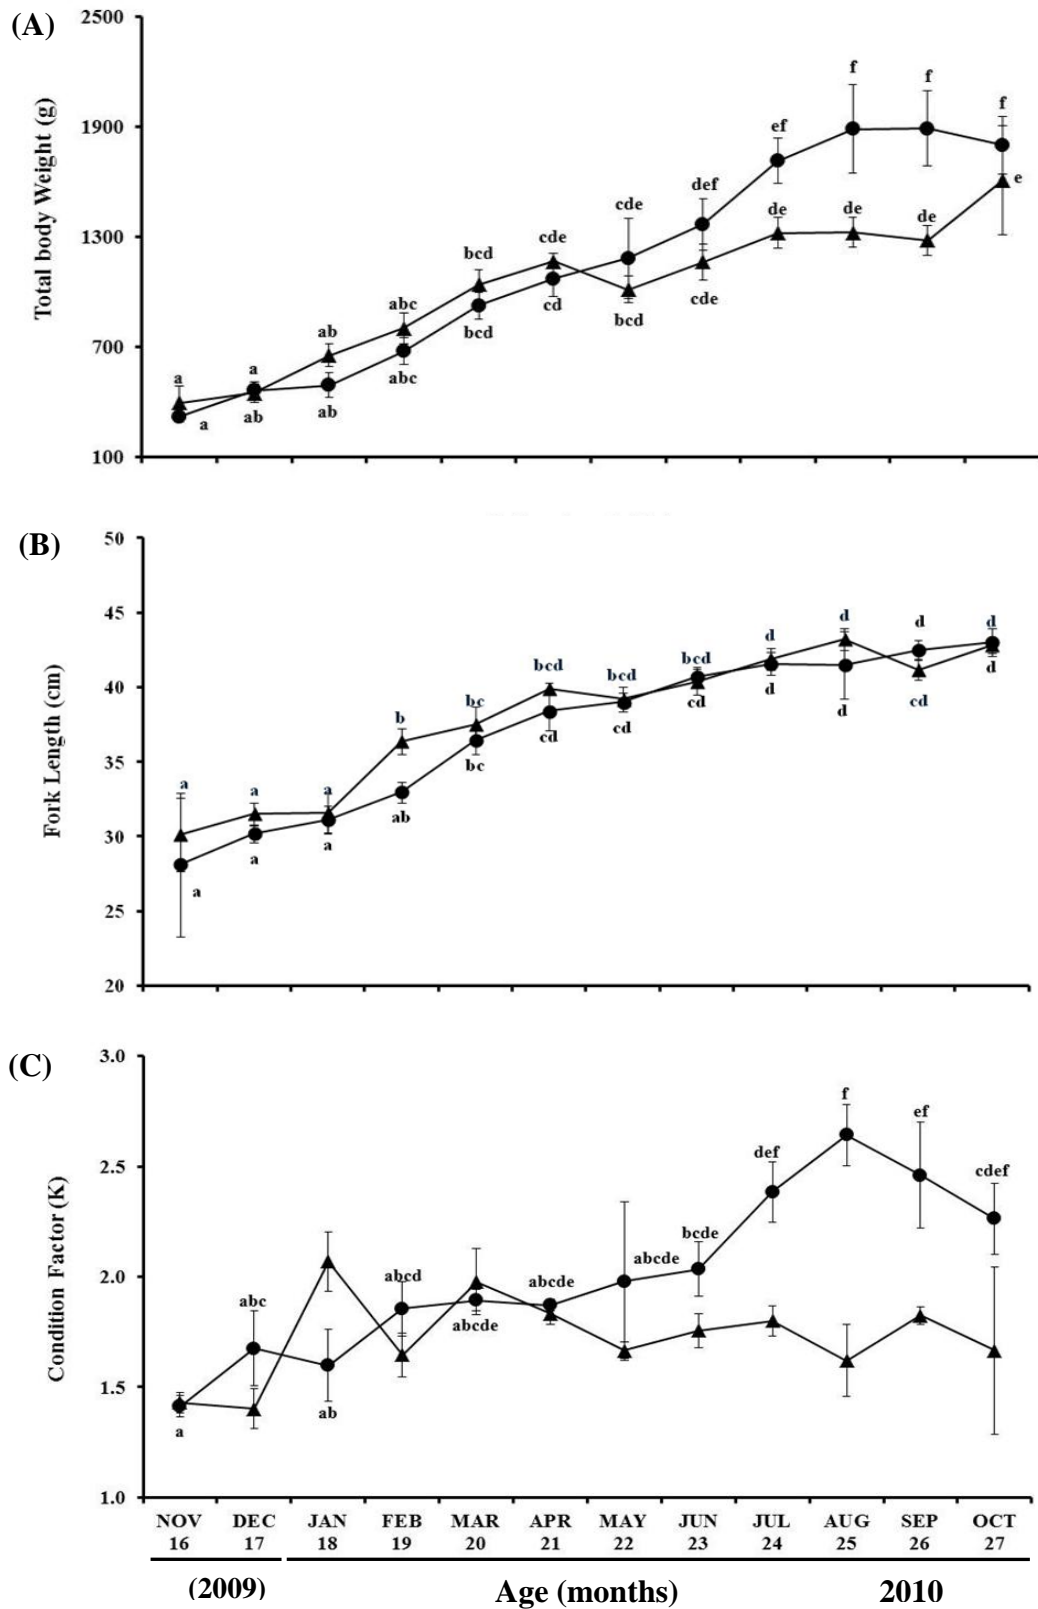 (A)
2500
1900
1300
700
100
Total body Weight (g)
a
a
a
ab
ab
ab
abc
abc
bcd
bcd
cde
cd
cde
bcd
def
cde
ef
de
f
de
f
de
f
e
(B)
50
45
40
35
30
25
20
Fork Length (cm)
a
a
a
a
a
a
b
ab
bc
bc
bcd
cd
bcd
cd
bcd
cd
d
d
d
d
d
cd
d
d
(C)
3.0
2.5
2.0
1.5
1.0
Condition Factor (K)
a
abc
ab
abcd
abcde
abcde
abcde
bcde
def
f
ef
cdef
NOV DEC JAN FEB MAR APR MAY JUN JUL AUG SEP OCT
16 17 18 19 20 21 22 23 24 25 26 27
(2009) Age (months) 2010